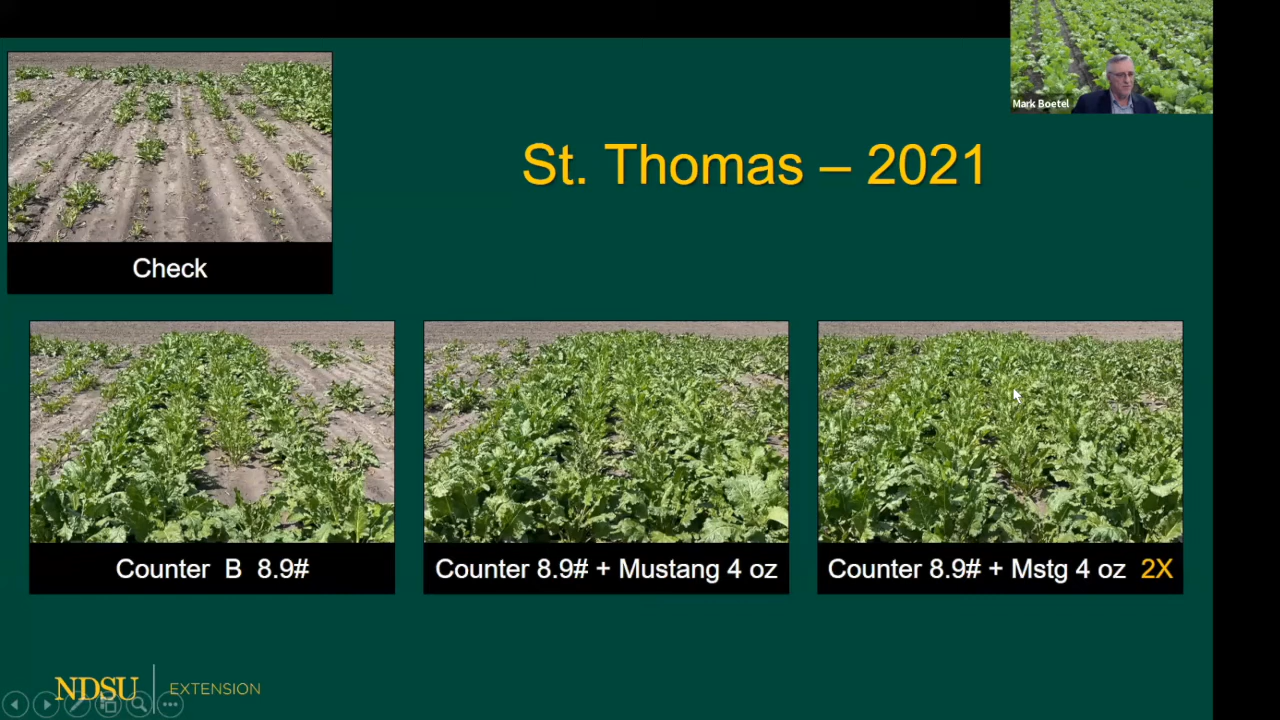 Mark Boetel
St. Thomas – 2021
Check
Counter B 8.9#
Counter 8.9# + Mustang 4 oz
Counter 8.9# + Mstg 4 oz 2X
NDSU EXTENSION